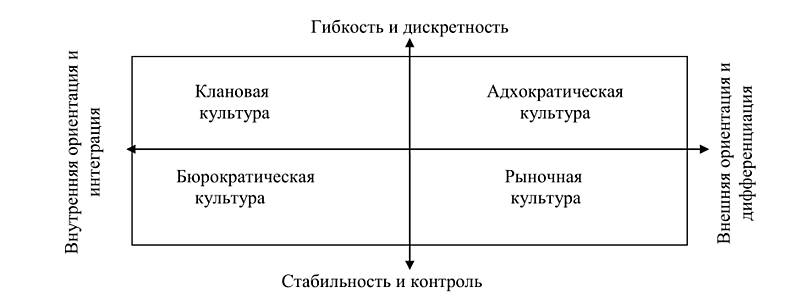 Гибкость и дискретность
Внутренняя ориентация и
интеграция
Клановая
культура
Адхократическая
культура
Бюрократическая
культура
Рыночная
культура
Внешняя ориентация и
дифференциация
Стабильность и контроль